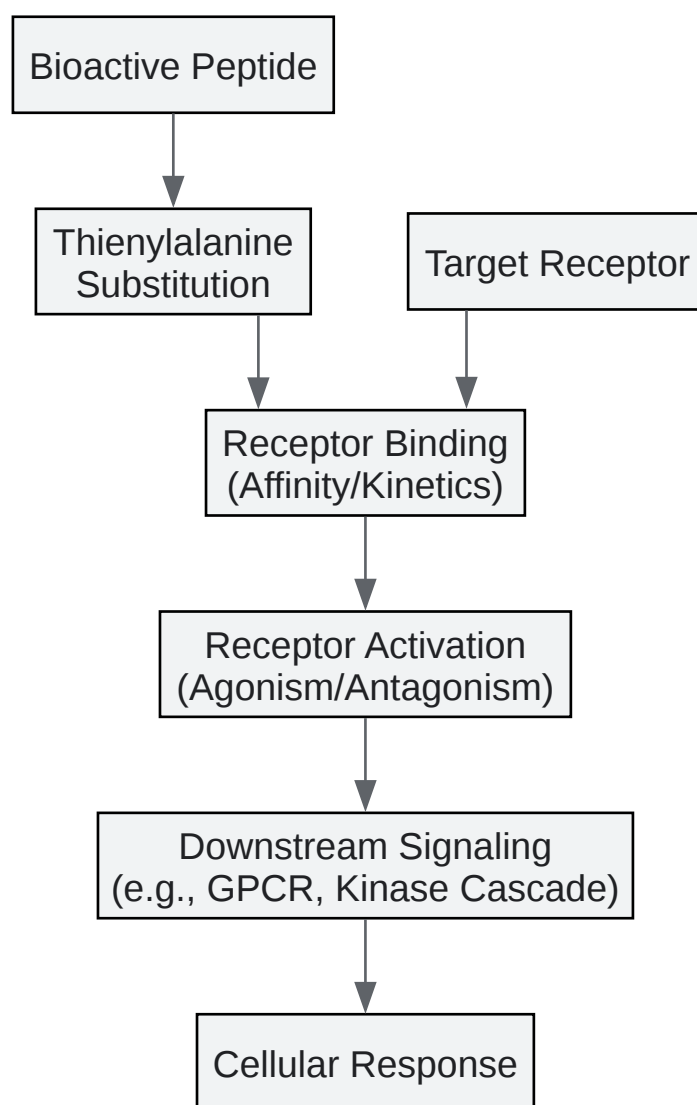 Bioactive Peptide
Thienylalanine
Substitution
Target Receptor
Receptor Binding
(Affinity/Kinetics)
Receptor Activation
(Agonism/Antagonism)
Downstream Signaling
(e.g., GPCR, Kinase Cascade)
Cellular Response